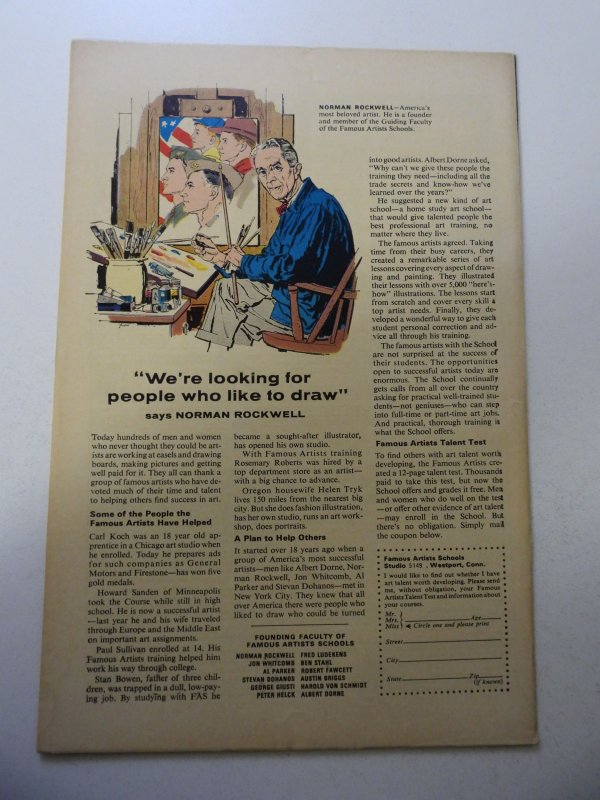 NORMAN ROCKWELL—America's
most beloved artist. He is a founder
and member of the Guiding Faculty
of the Famous Artists Schools.
"We're looking for
people who like to draw"
says NORMAN ROCKWELL
Today hundreds of men and women
who never thought they could be art-
ists are working at easels and drawing
boards, making pictures and getting
well paid for it. They all can thank a
group of famous artists who have de-
voted much of their time and talent
to helping others find success in art.
Some of the People the
Famous Artists Have Helped
Carl Koch was an 18 year old ap-
prentice in a Chicago art studio when
he enrolled. Today he prepares ads
for such companies as General
Motors and Firestone—has won five
gold medals.
Howard Sanden of Minneapolis
took the Course while still in high
school. He is now a successful artist
—last year he and his wife traveled
through Europe and the Middle East
on important art assignments.
Paul Sullivan enrolled at 14. His
Famous Artists training helped him
work his way through college.
Stan Bowen, father of three chil-
dren, was trapped in a dull, low-pay-
ing job. By studying with FAS he
became a sought-after illustrator,
has opened his own studio.
With Famous Artists training
Rosemary Roberts was hired by a
top department store as an artist—
with a big chance to advance.
Oregon housewife Helen Tryk
lives 150 miles from the nearest big
city. But she does fashion illustration,
has her own studio, runs an art work-
shop, does portraits.
A Plan to Help Others
It started over 18 years ago when a
group of America's most successful
artists—men like Albert Dorne, Nor-
man Rockwell, Jon Whitcomb, Al
Parker and Stevan Dohanos—met in
New York City. They knew that all
over America there were people who
liked to draw who could be turned
into good artists. Albert Dorne asked,
"Why can't we give these people the
training they need—including all the
trade secrets and know-how we've
learned over the years?"
He suggested a new kind of art
school—a home study art school—
that would give talented people the
best professional art training, no
matter where they live.
The famous artists agreed. Taking
time from their busy careers, they
created a remarkable series of art
lessons covering every aspect of draw-
ing and painting. They illustrated
their lessons with over 5,000 "here's-
how" illustrations. The lessons start
from scratch and cover every skill a
top artist needs. Finally, they de-
veloped a wonderful way to give each
student personal correction and ad-
vice all through his training.
The famous artists with the School
are not surprised at the success of
their students. The opportunities
open to successful artists today are
enormous. The School continually
gets calls from all over the country
asking for practical well-trained stu-
dents—not geniuses—who can step
into full-time or part-time art jobs.
And practical, thorough training is
what the School offers.
Famous Artists Talent Test
To find others with art talent worth
developing, the Famous Artists cre-
ated a 12-page talent test. Thousands
paid to take this test, but now the
School offers and grades it free. Men
and women who do well on the test
—or offer other evidence of art talent
—may enroll in the School. But
there's no obligation. Simply mail
the coupon below.
FOUNDING FACULTY OF
FAMOUS ARTISTS SCHOOLS
NORMAN ROCKWELL FRED LUDEKENS
JON WHITCOMB BEN STAHL
AL PARKER ROBERT FAWCETT
STEVAN DOHANOS AUSTIN BRIGGS
GEORGE GIUSTI HAROLD VON SCHMIDT
PETER HELCK ALBERT DORNE
Famous Artists Schools
Studio 5149, Westport, Conn.
I would like to find out whether I have
art talent worth developing. Please send
me, without obligation, your Famous
Artists Talent Test and information about
your courses.
Mr.
Mrs. Age
Miss Circle one and please print
Street
City
State Zip
(if known)